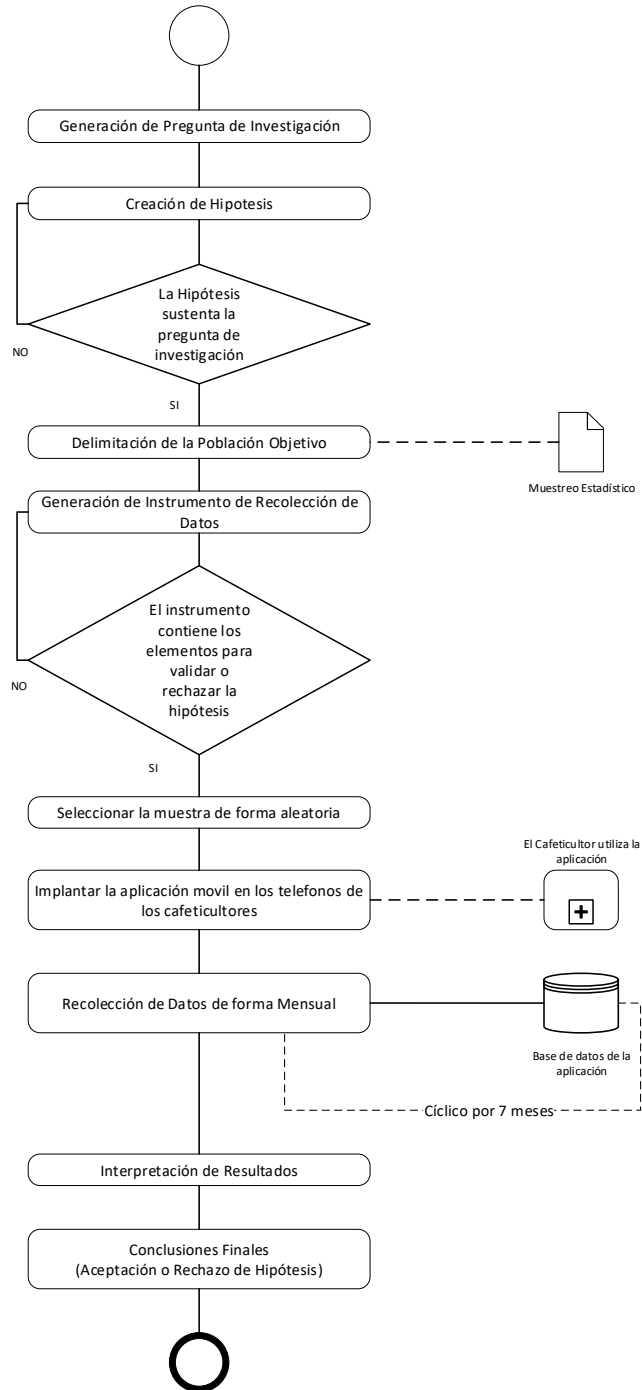 Generación de Pregunta de Investigación
Creación de Hipotesis
La Hipótesis
sustenta la
pregunta de
investigación
NO
SI
Delimitación de la Población Objetivo
Muestreo Estadístico
Generación de Instrumento de Recolección de
Datos
El instrumento
contiene los
elementos para
validar o
rechazar la
hipótesis
NO
SI
Seleccionar la muestra de forma aleatoria
El Cafeticultor utiliza la
aplicación
Implantar la aplicación movil en los telefonos de
los cafeticultores
Recolección de Datos de forma Mensual
Base de datos de la
aplicación
Cíclico por 7 meses
Interpretación de Resultados
Conclusiones Finales
(Aceptación o Rechazo de Hipótesis)